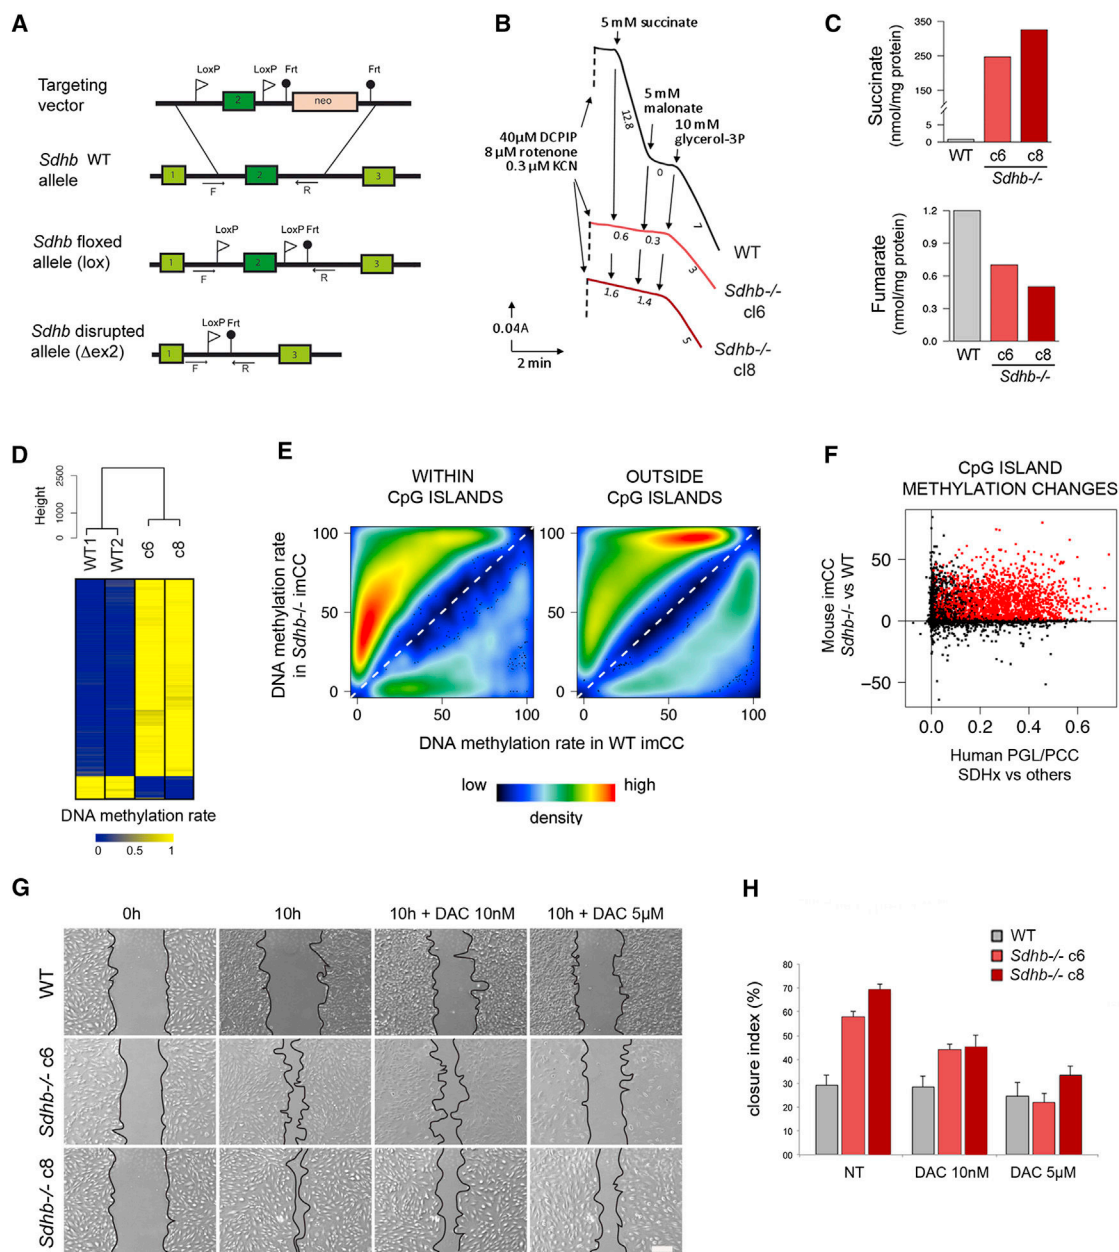 A
Targeting
vector
LoxP
LoxP
Frt
Frt
2
neo
Sdhb WT
allele
1
2
3
F
R
Sdhb floxed
allele (lox)
LoxP
LoxP
Frt
1
2
3
F
R
Sdhb disrupted
allele (Δex2)
LoxP
Frt
1
3
F
R
B
5 mM succinate
12.8
5 mM
malonate
10 mM
glycerol-3P
40µM DCPIP
8 µM rotenone
0.3 µM KCN
0
7
WT
0.6
0.3
3
Sdhb-/-
cl6
1.6
1.4
5
Sdhb-/-
cl8
0.04A
2 min
C
Succinate
(nmol/mg protein)
350
250
150
5
0
WT
c6
c8
Sdhb-/-
Fumarate
(nmol/mg protein)
1.2
0.9
0.6
0.3
0.0
WT
c6
c8
Sdhb-/-
D
Height
2500
1000
0
WT1
WT2
c6
c8
DNA methylation rate
0
0.5
1
E
WITHIN
CpG ISLANDS
OUTSIDE
CpG ISLANDS
DNA methylation rate
in Sdhb-/- imCC
100
50
0
0
50
100
100
50
0
0
50
100
DNA methylation rate in WT imCC
low
high
density
F
CpG ISLAND
METHYLATION CHANGES
Mouse imCC
Sdhb-/- vs WT
50
0
−50
0.0
0.2
0.4
0.6
Human PGL/PCC
SDHx vs others
G
0h
10h
10h + DAC 10nM
10h + DAC 5µM
WT
Sdhb-/- c6
Sdhb-/- c8
H
WT
Sdhb-/- c6
Sdhb-/- c8
closure index (%)
80
70
60
50
40
30
20
10
00
NT
DAC 10nM
DAC 5µM